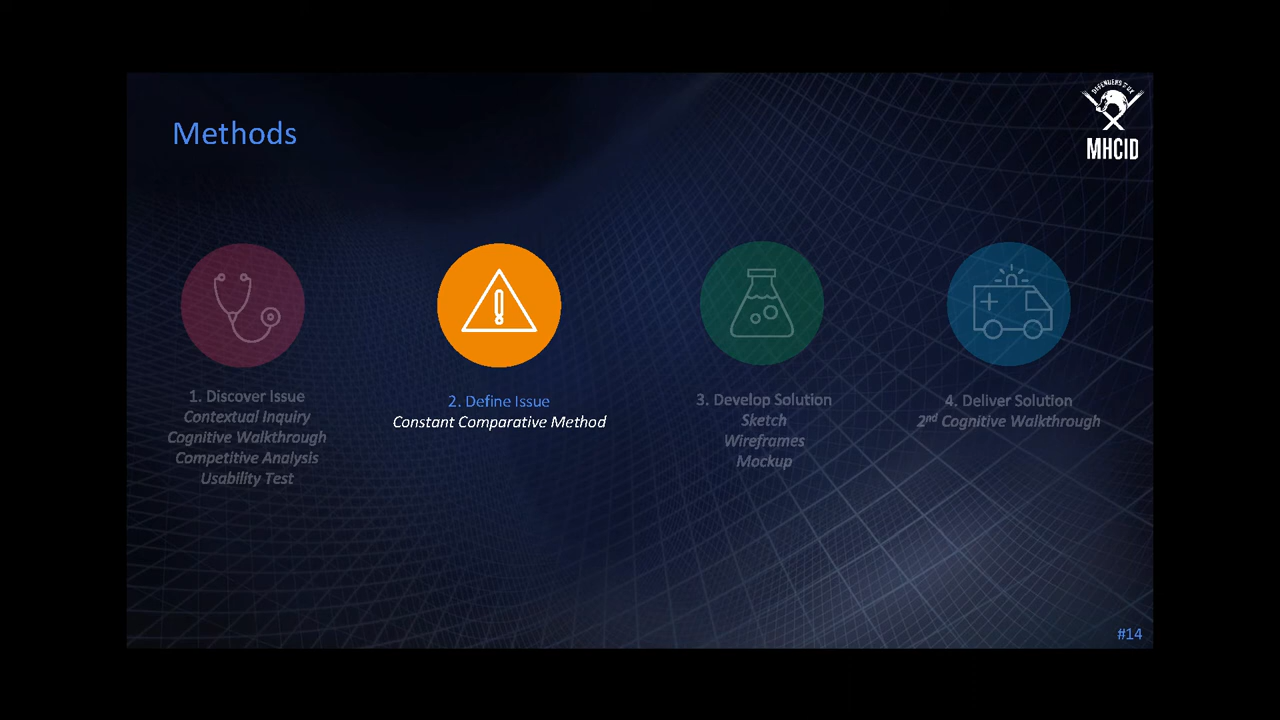 Methods
MHCID
1. Discover Issue
Contextual Inquiry
Cognitive Walkthrough
Competitive Analysis
Usability Test
2. Define Issue
Constant Comparative Method
3. Develop Solution
Sketch
Wireframes
Mockup
4. Deliver Solution
2nd Cognitive Walkthrough
#14